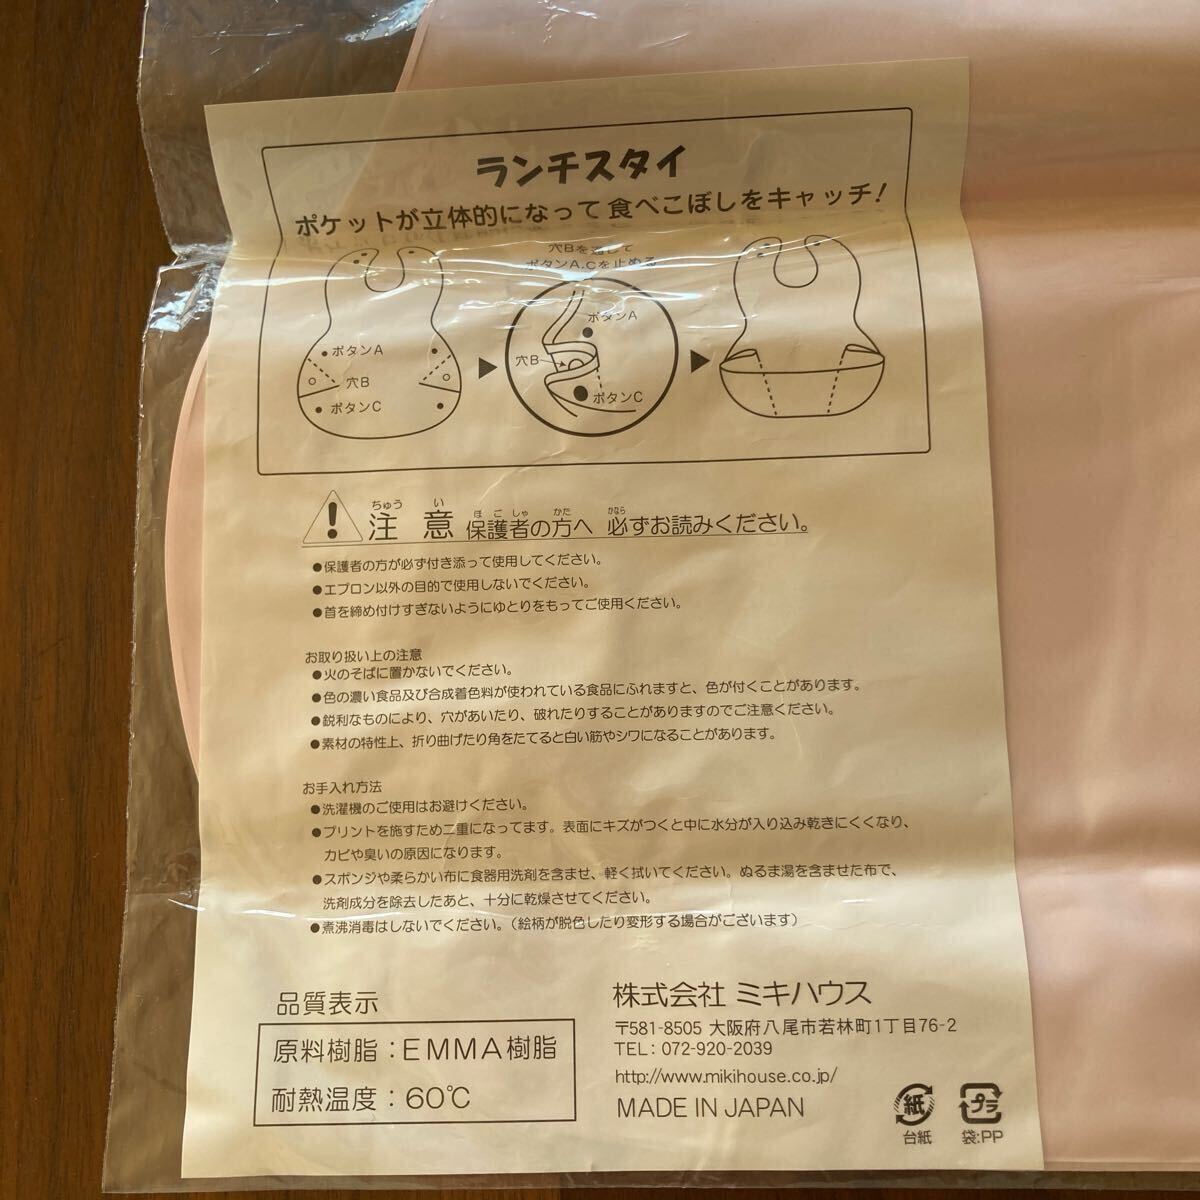 ランチスタイ
ポケットが立体的になって食べこぼしをキャッチ!
穴Bを通して
ボタンA,Cを止める
ボタンA
穴B
ボタンC
ボタンA
穴B
ボタンC
ちゅう い ほ ご しゃ かた かなら
注意 保護者の方へ 必ずお読みください。
●保護者の方が必ず付き添って使用してください。
●エプロン以外の目的で使用しないでください。
●首を締め付けすぎないようにゆとりをもってご使用ください。
お取り扱い上の注意
●火のそばに置かないでください。
●色の濃い食品及び合成着色料が使われている食品にふれますと、色が付くことがあります。
●鋭利なものにより、穴があいたり、破れたりすることがありますのでご注意ください。
●素材の特性上、折り曲げたり角をたてると白い筋やシワになることがあります。
お手入れ方法
●洗濯機のご使用はお避けください。
●プリントを施すため二重になってます。表面にキズがつくと中に水分が入り込み乾きにくくなり、
カビや臭いの原因になります。
●スポンジや柔らかい布に食器用洗剤を含ませ、軽く拭いてください。ぬるま湯を含ませた布で、
洗剤成分を除去したあと、十分に乾燥させてください。
●煮沸消毒はしないでください。(絵柄が脱色したり変形する場合がございます)
品質表示
原料樹脂:EMMA樹脂
耐熱温度:60℃
株式会社 ミキハウス
〒581-8505 大阪府八尾市若林町1丁目76-2
TEL: 072-920-2039
http://www.mikihouse.co.jp/
MADE IN JAPAN
紙
台紙
プラ
袋:PP